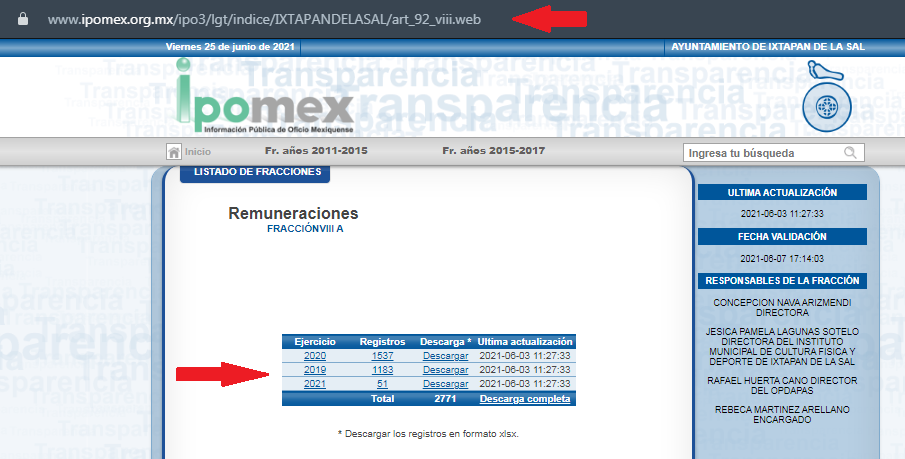 www.ipomex.org.mx/ipo3/lgt/indice/IXTAPANDELASAL/art_92_viii.web
Viernes 25 de junio de 2021
AYUNTAMIENTO DE IXTAPAN DE LA SAL
Transparencia
ipomex
Información Pública de Oficio Mexiquense
Inicio
Fr. años 2011-2015
Fr. años 2015-2017
Ingresa tu búsqueda
LISTADO DE FRACCIONES
Remuneraciones
FRACCIÓNVIII A
Ejercicio Registros Descarga * Ultima actualización
2020 1537 Descargar 2021-06-03 11:27:33
2019 1183 Descargar 2021-06-03 11:27:33
2021 51 Descargar 2021-06-03 11:27:33
Total 2771 Descarga completa
* Descargar los registros en formato xlsx.
ULTIMA ACTUALIZACIÓN
2021-06-03 11:27:33
FECHA VALIDACIÓN
2021-06-07 17:14:03
RESPONSABLES DE LA FRACCIÓN
CONCEPCION NAVA ARIZMENDI
DIRECTORA
JESICA PAMELA LAGUNAS SOTELO
DIRECTORA DEL INSTITUTO
MUNICIPAL DE CULTURA FISICA Y
DEPORTE DE IXTAPAN DE LA SAL
RAFAEL HUERTA CANO DIRECTOR
DEL OPDAPAS
REBECA MARTINEZ ARELLANO
ENCARGADO